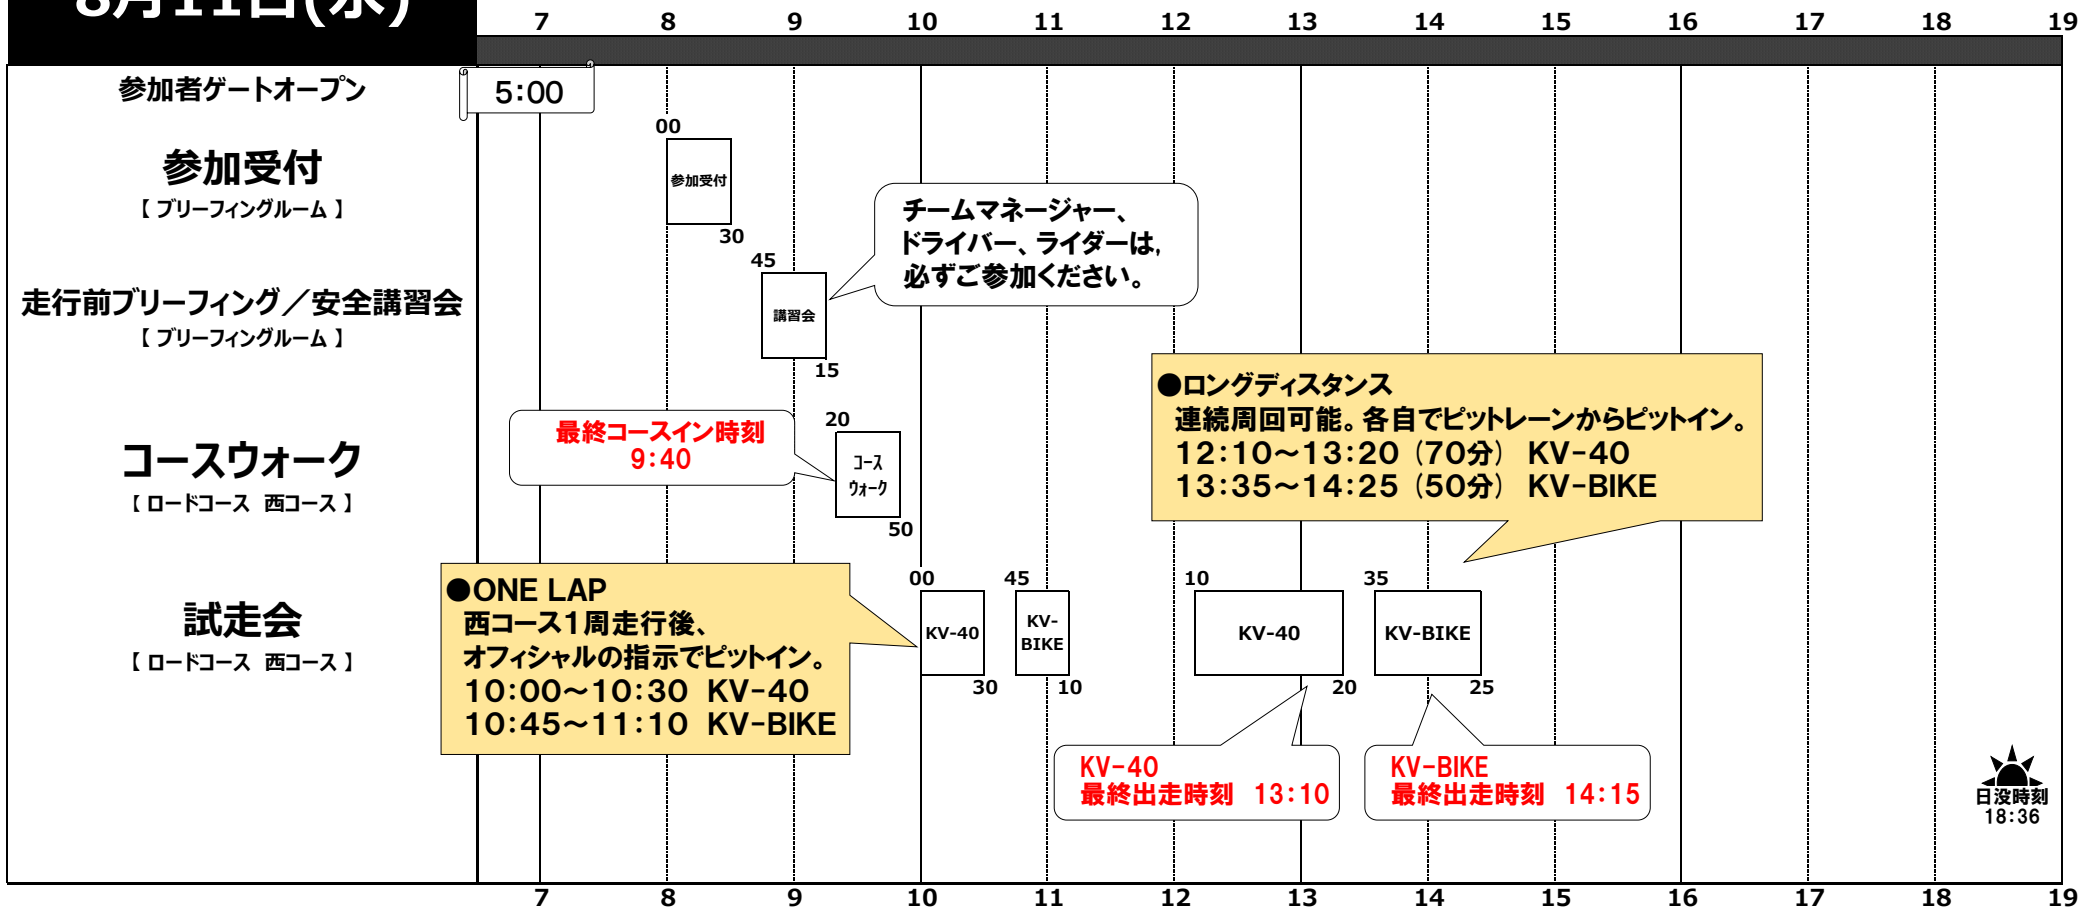 8月11日(水)
7 8 9 10 11 12 13 14 15 16 17 18 19
参加者ゲートオープン
5:00
参加受付
【 ブリーフィングルーム 】
00
参加受付
30
走行前ブリーフィング／安全講習会
【 ブリーフィングルーム 】
45
講習会
15
チームマネージャー、
ドライバー、ライダーは,
必ずご参加ください。
コースウォーク
【 ロードコース 西コース 】
最終コースイン時刻
9:40
20
コース
ウォーク
50
●ロングディスタンス
連続周回可能。各自でピットレーンからピットイン。
12:10～13:20 (70分) KV-40
13:35～14:25 (50分) KV-BIKE
試走会
【 ロードコース 西コース 】
●ONE LAP
西コース1周走行後、
オフィシャルの指示でピットイン。
10:00～10:30 KV-40
10:45～11:10 KV-BIKE
00
KV-40
30
45
KV-
BIKE
10
10
KV-40
20
35
KV-BIKE
25
KV-40
最終出走時刻 13:10
KV-BIKE
最終出走時刻 14:15
日没時刻
18:36
7 8 9 10 11 12 13 14 15 16 17 18 19